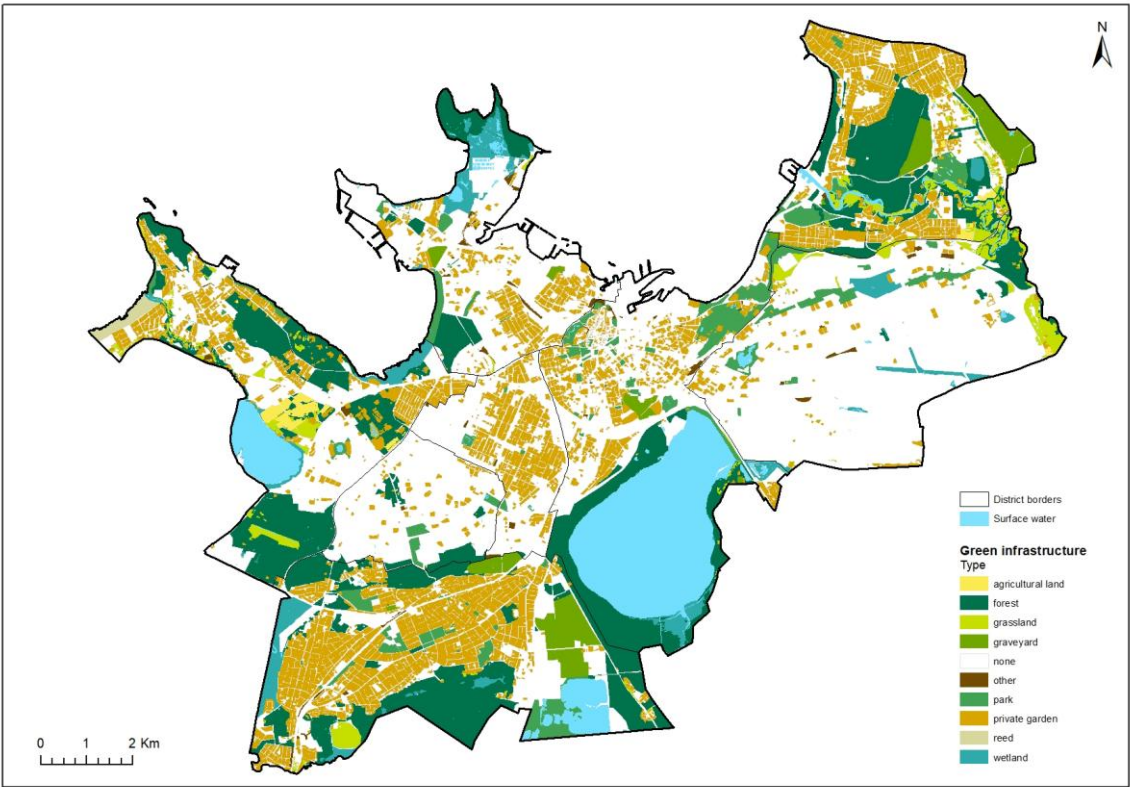 N
District borders
Surface water
Green infrastructure
Type
agricultural land
forest
grassland
graveyard
none
other
park
private garden
reed
wetland
0 1 2 Km